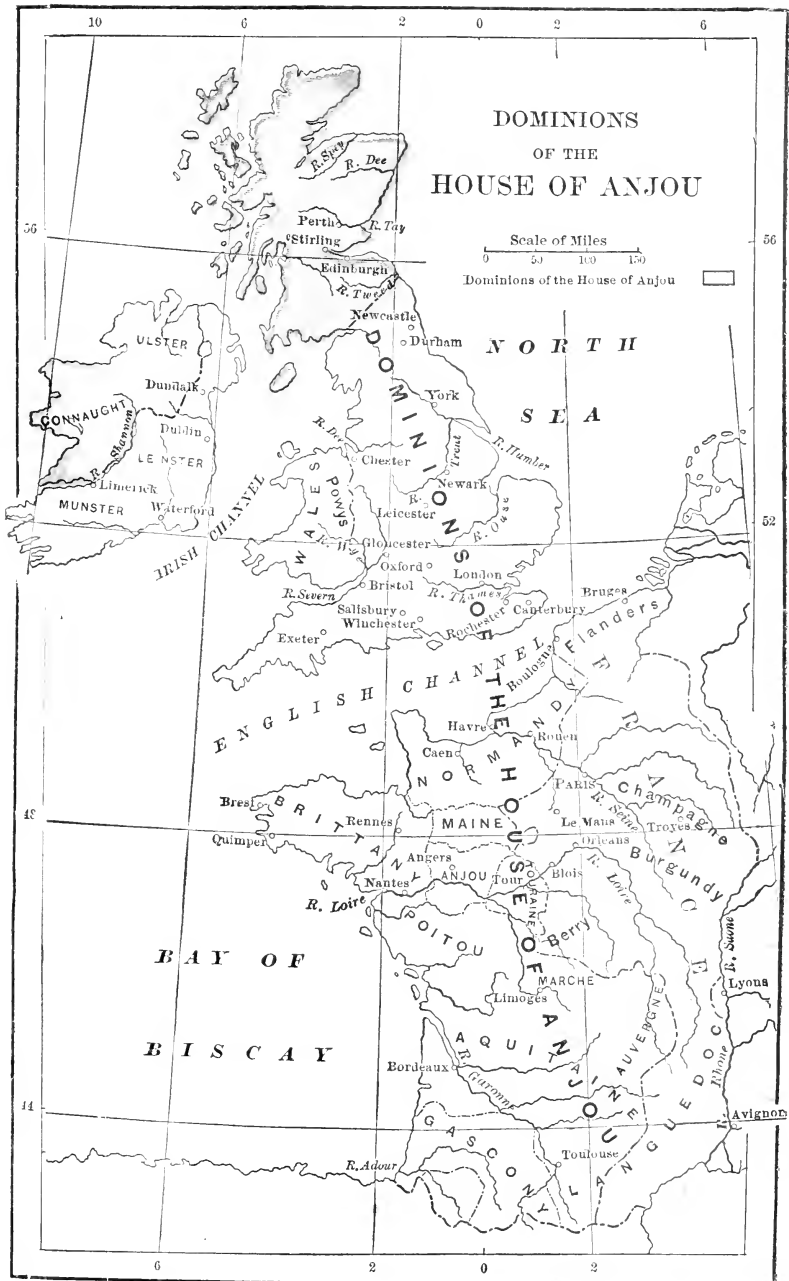 10 6 2 0 2 6
DOMINIONS
OF THE
HOUSE OF ANJOU
Scale of Miles
0 50 100 150
Dominions of the House of Anjou
56
56
R. Spey
R. Dee
Perth
R. Tay
Stirling
Edinburgh
R. Tweed
Newcastle
Durham
NORTH
SEA
ULSTER
Dundalk
CONNAUGHT
R. Shannon
Dublin
LEINSTER
Limerick
MUNSTER
Waterford
IRISH CHANNEL
York
R. Humber
R. Dee
Chester
Trent
Newark
R.
Leicester
R. Ouse
WALES
Powys
R. Wye
Gloucester
52
Oxford
London
R. Thames
Bristol
R. Severn
Salisbury
Winchester
Rochester
Canterbury
Exeter
Bruges
Flanders
Boulogne
ENGLISH CHANNEL
DOMINIONS OF THE HOUSE OF ANJOU
FRANCE
Havre
Rouen
Caen
NORMANDY
PARIS
R. Seine
Champagne
Troyes
48
Brest
BRITTANY
Rennes
MAINE
Le Mans
Quimper
Orleans
Burgundy
Angers
ANJOU
Tour
TOURAINE
Blois
R. Loire
Nantes
R. Loire
POITOU
Berry
R. Saone
BAY OF
BISCAY
MARCHE
Limoges
Lyons
AUVERGNE
AQUITAINE
Bordeaux
R. Garonne
R. Rhone
44
Avignon
GASCONY
Toulouse
LANGUEDOC
R. Adour
6 2 0 2